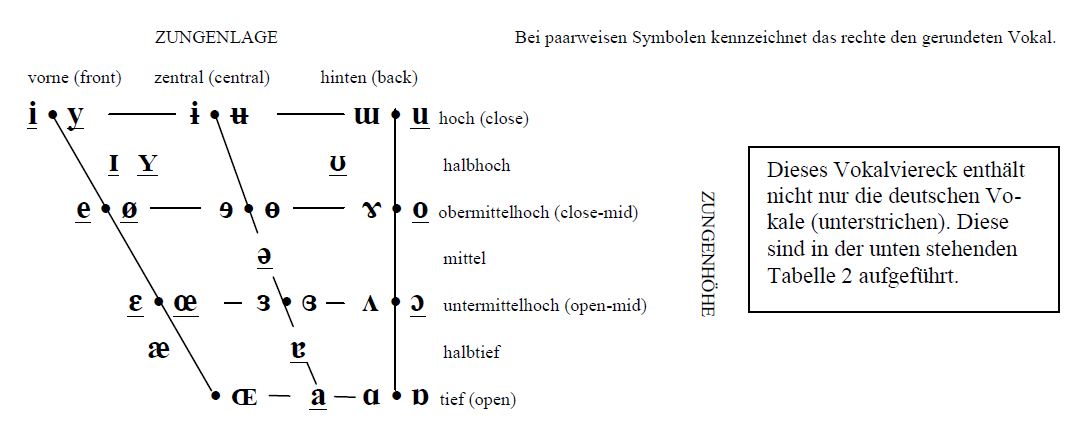 ZUNGENLAGE
Bei paarweisen Symbolen kennzeichnet das rechte den gerundeten Vokal.
vorne (front) zentral (central) hinten (back)
i • y — ɨ • ʉ — ɯ • u hoch (close)
ɪ ʏ ʊ halbhoch
e • ø — ɘ • ɵ — ɤ • o obermittelhoch (close-mid)
ə mittel
ɛ • œ — ɜ • ɞ — ʌ • ɔ untermittelhoch (open-mid)
æ ɐ halbtief
• ɶ — a — ɑ • ɒ tief (open)
ZUNGENHÖHE
Dieses Vokalviereck enthält
nicht nur die deutschen Vo-
kale (unterstrichen). Diese
sind in der unten stehenden
Tabelle 2 aufgeführt.